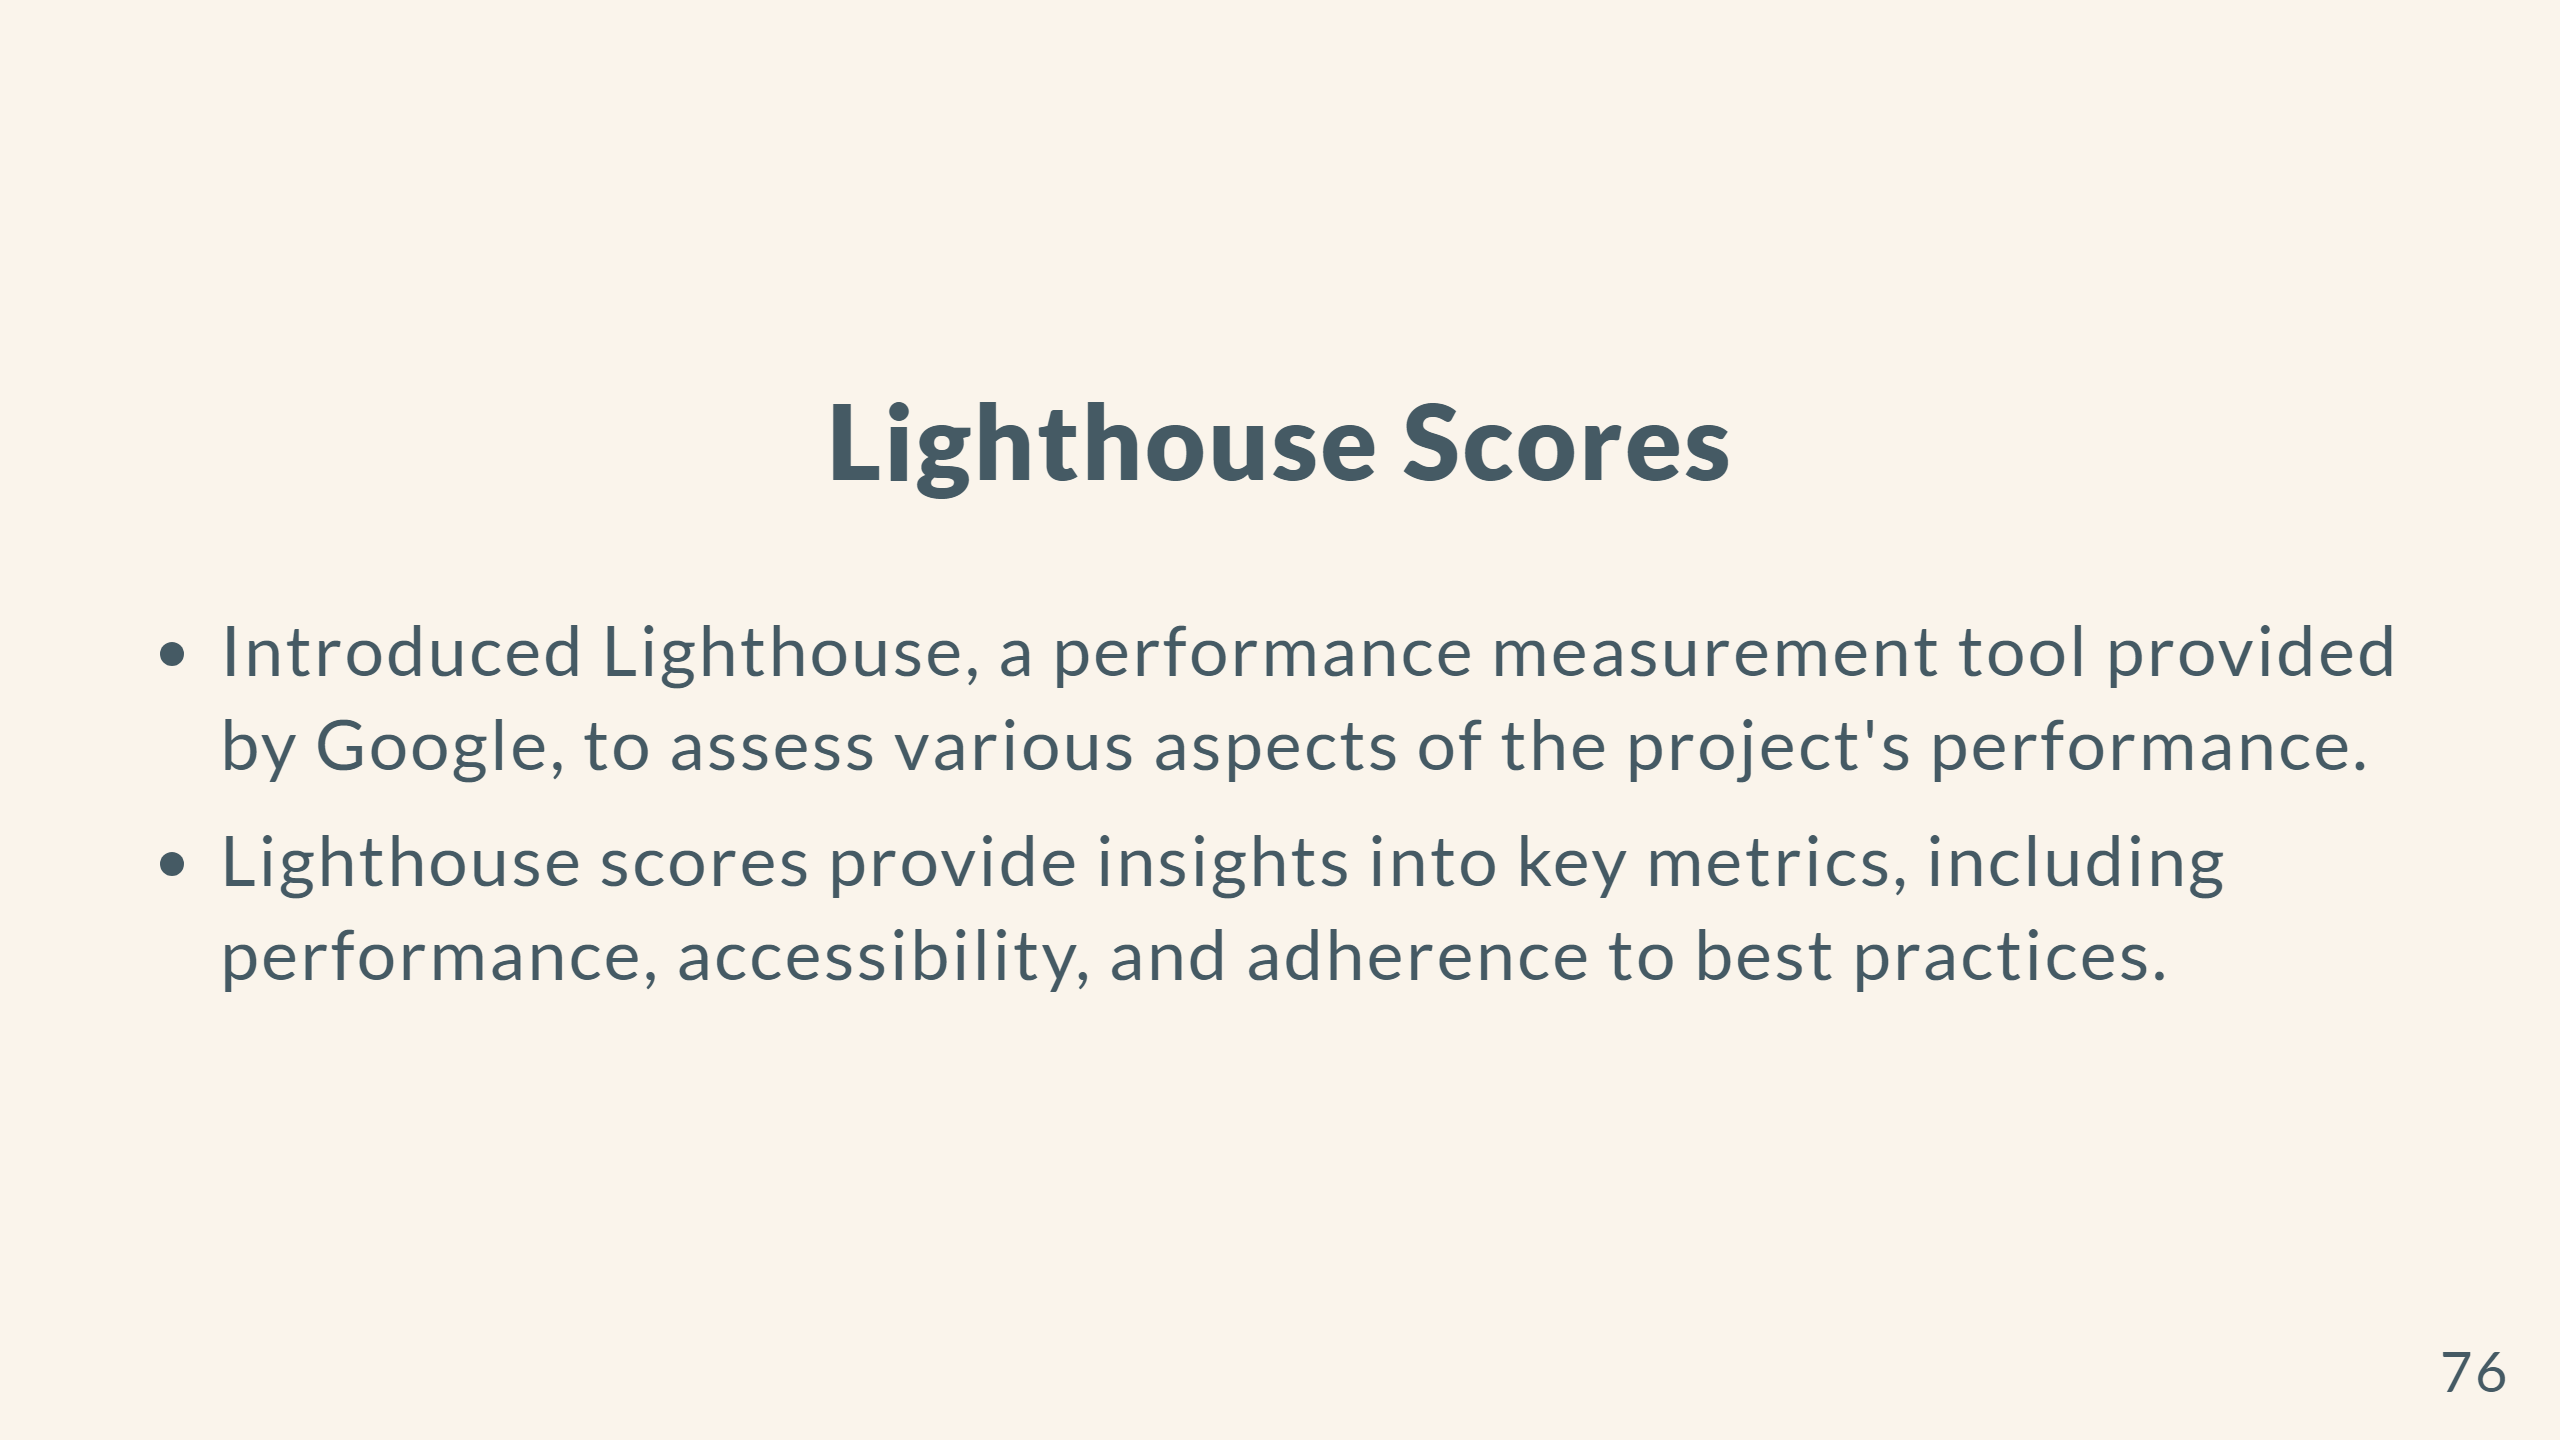 Lighthouse Scores
• Introduced Lighthouse, a performance measurement tool provided
by Google, to assess various aspects of the project's performance.
• Lighthouse scores provide insights into key metrics, including
performance, accessibility, and adherence to best practices.
76